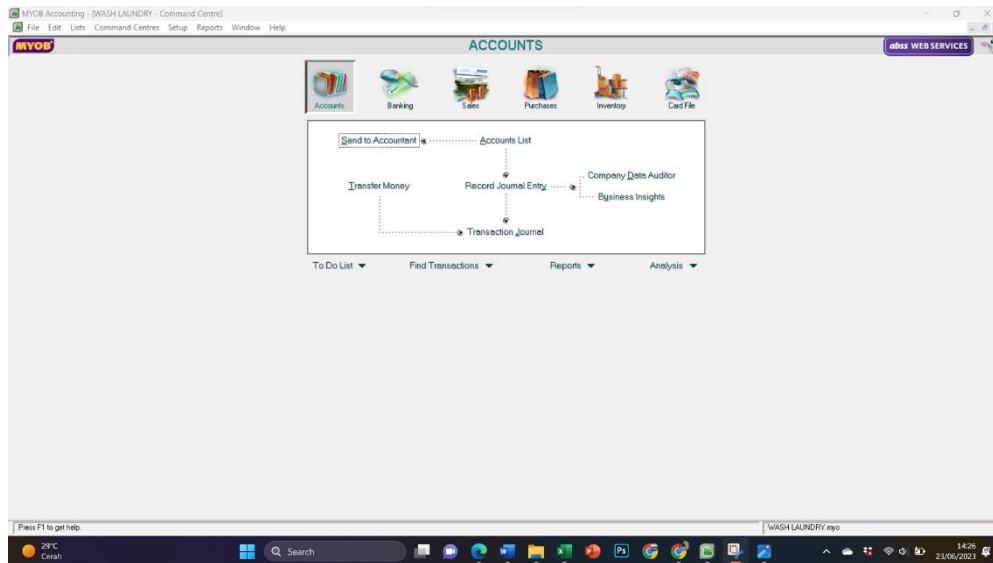 MYOB Accounting - [WASH LAUNDRY - Command Centre]
File Edit Lists Command Centres Setup Reports Window Help
MYOB
ACCOUNTS
abss WEB SERVICES
Accounts Banking Sales Purchases Inventory Card File
Send to Accountant Accounts List
Company Data Auditor
Transfer Money Record Journal Entry
Business Insights
Transaction Journal
To Do List Find Transactions Reports Analysis
Press F1 to get help.
WASH LAUNDRY.myo
29°C
Cerah
Search
Ps
14:26
23/06/2023